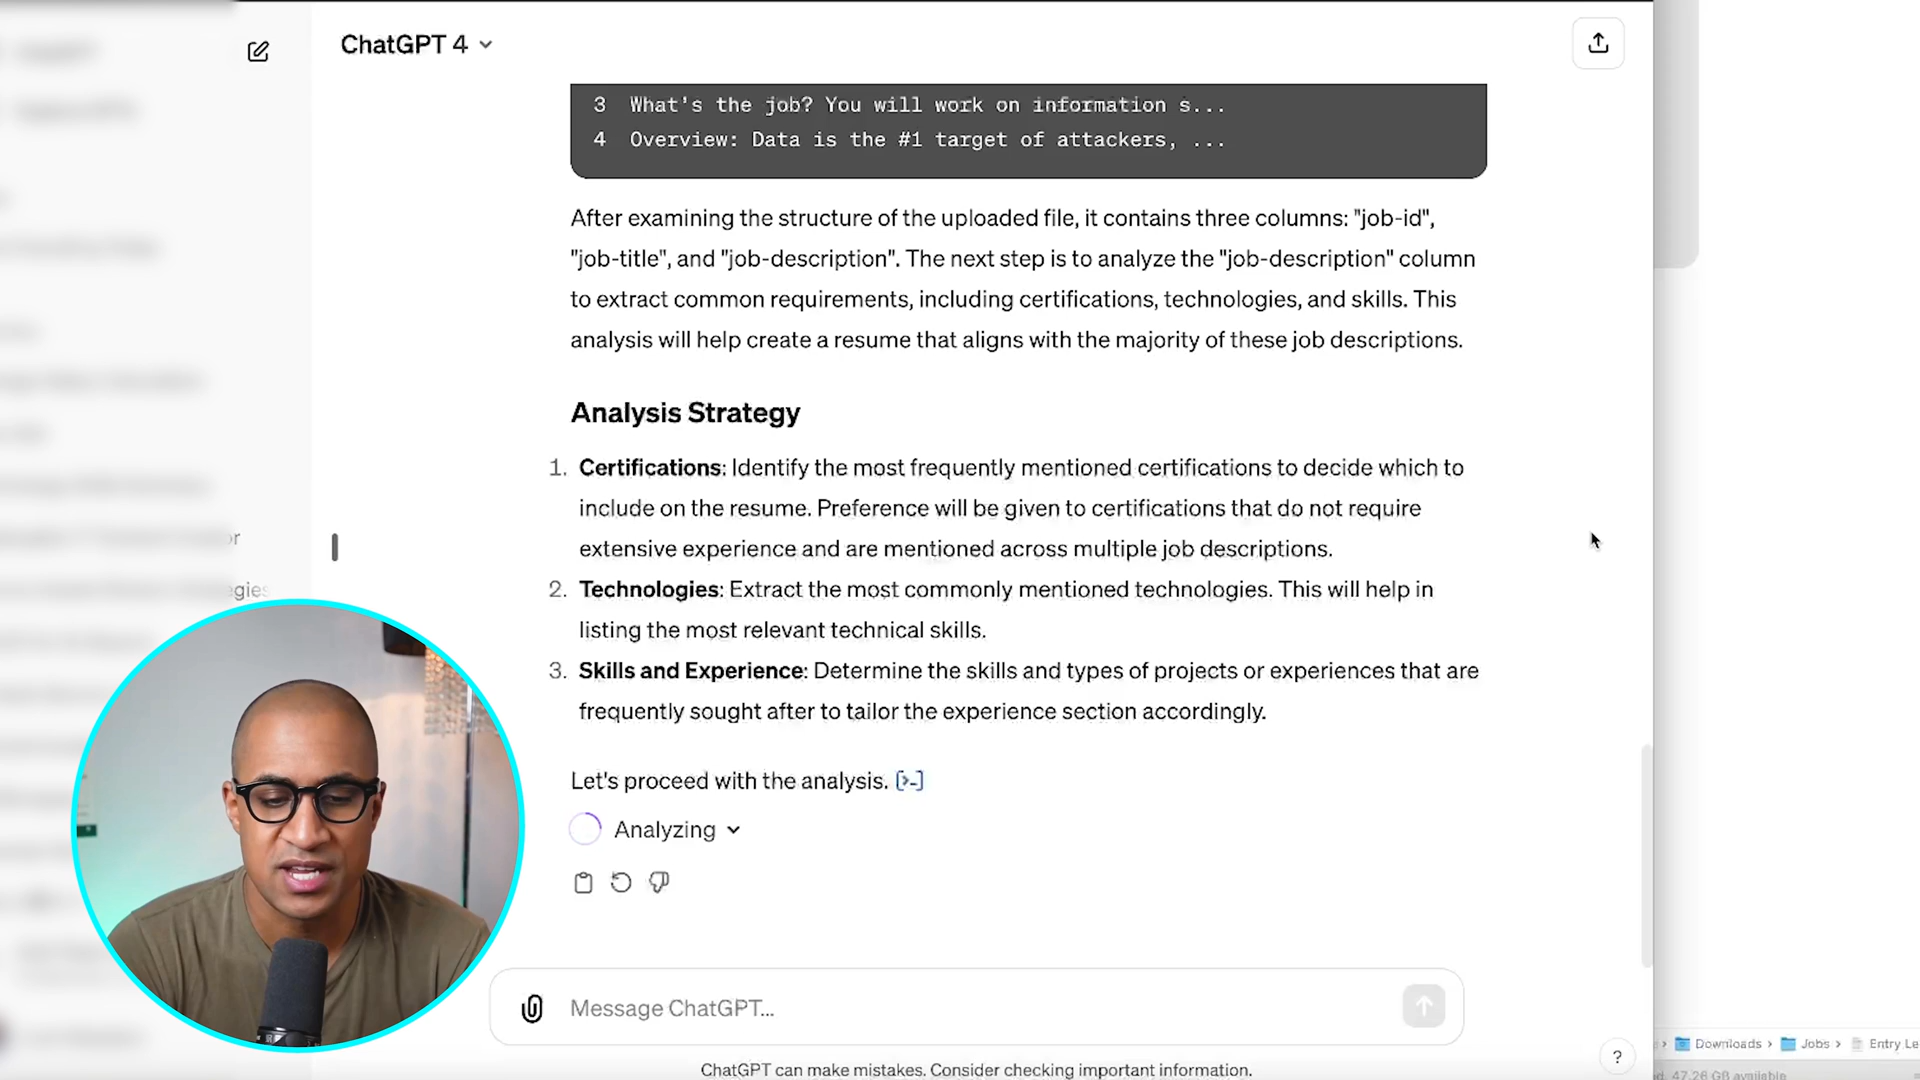 ChatGPT 4
3 What's the job? You will work on information s...
4 Overview: Data is the #1 target of attackers, ...
After examining the structure of the uploaded file, it contains three columns: "job-id",
"job-title", and "job-description". The next step is to analyze the "job-description" column
to extract common requirements, including certifications, technologies, and skills. This
analysis will help create a resume that aligns with the majority of these job descriptions.
Analysis Strategy
1. Certifications: Identify the most frequently mentioned certifications to decide which to
include on the resume. Preference will be given to certifications that do not require
extensive experience and are mentioned across multiple job descriptions.
2. Technologies: Extract the most commonly mentioned technologies. This will help in
listing the most relevant technical skills.
3. Skills and Experience: Determine the skills and types of projects or experiences that are
frequently sought after to tailor the experience section accordingly.
Let's proceed with the analysis. [>-]
Analyzing
Message ChatGPT...
ChatGPT can make mistakes. Consider checking important information.
?
Downloads › Jobs › Entry Le
47.26 GB available